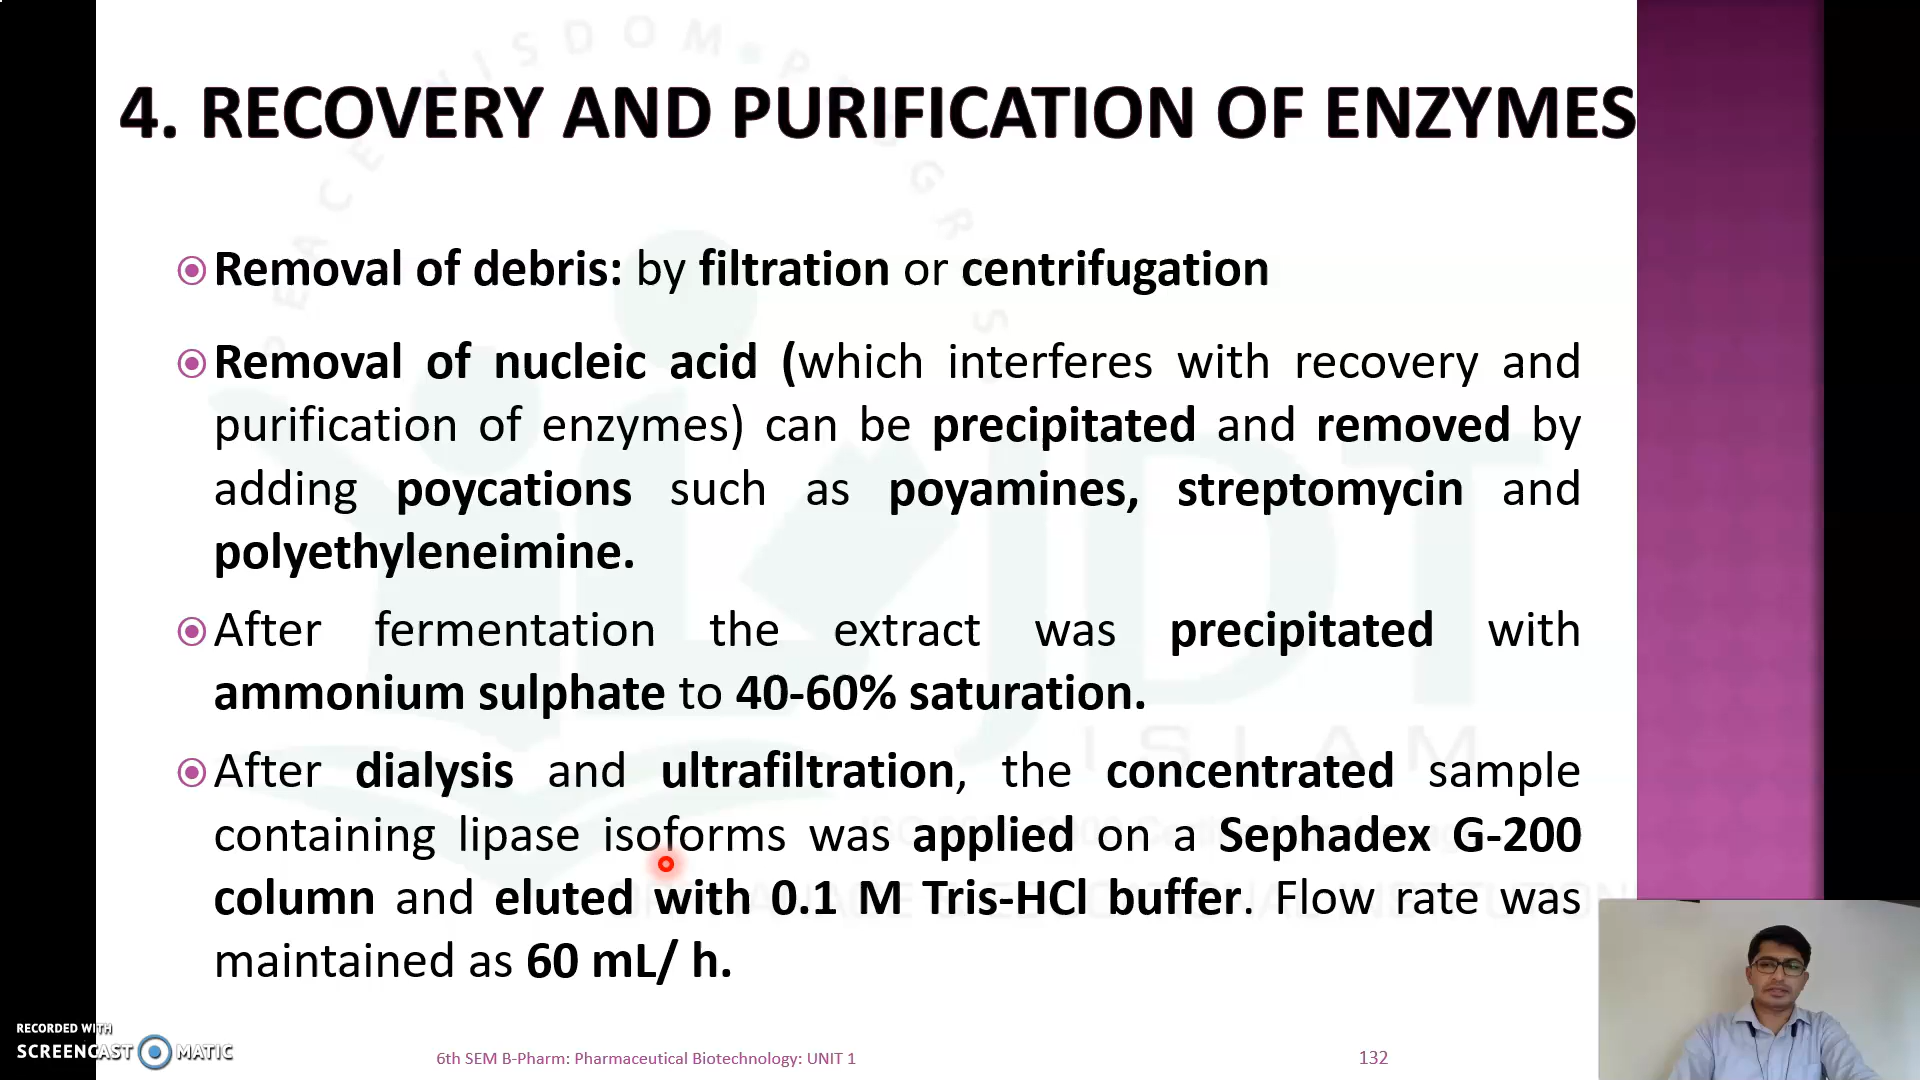 4. RECOVERY AND PURIFICATION OF ENZYMES
Removal of debris: by filtration or centrifugation
Removal of nucleic acid (which interferes with recovery and
purification of enzymes) can be precipitated and removed by
adding poycations such as poyamines, streptomycin and
polyethyleneimine.
After fermentation the extract was precipitated with
ammonium sulphate to 40-60% saturation.
After dialysis and ultrafiltration, the concentrated sample
containing lipase isoforms was applied on a Sephadex G-200
column and eluted with 0.1 M Tris-HCl buffer. Flow rate was
maintained as 60 mL/ h.
RECORDED WITH
SCREENCAST MATIC
6th SEM B-Pharm: Pharmaceutical Biotechnology: UNIT 1
132
JDT
ISLAM